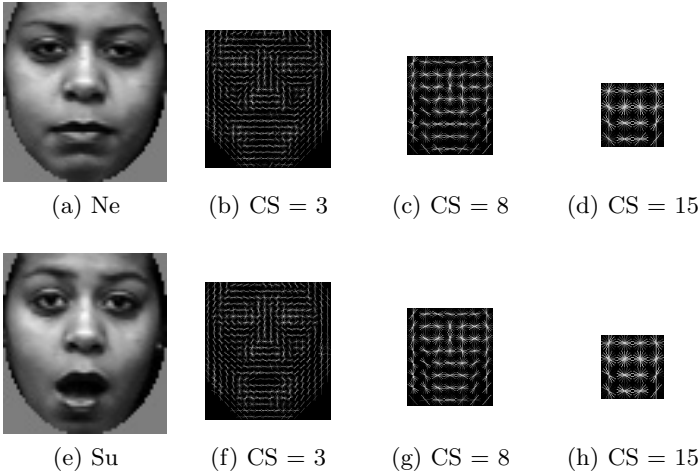 (a) Ne (b) CS = 3 (c) CS = 8 (d) CS = 15
(e) Su (f) CS = 3 (g) CS = 8 (h) CS = 15